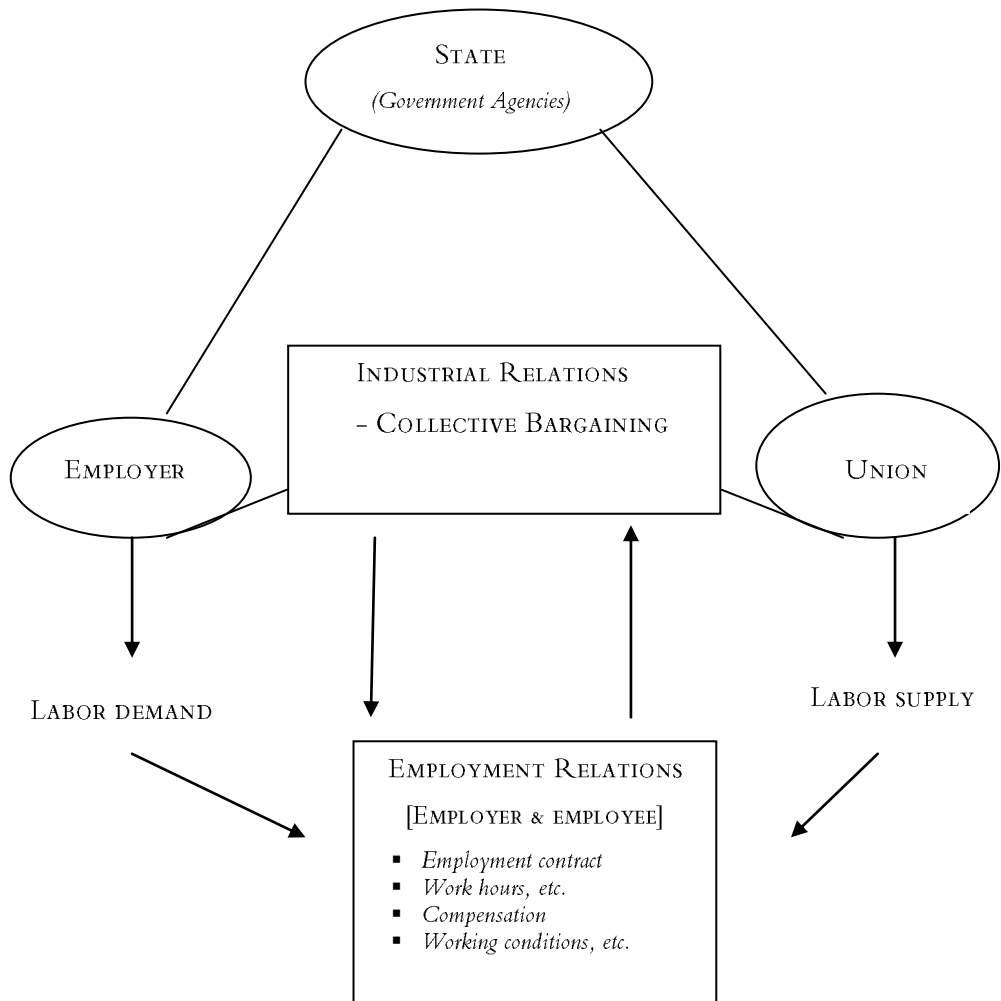 STATE
(Government Agencies)
INDUSTRIAL RELATIONS
– COLLECTIVE BARGAINING
EMPLOYER
UNION
LABOR DEMAND
LABOR SUPPLY
EMPLOYMENT RELATIONS
[EMPLOYER & EMPLOYEE]
▪ Employment contract
▪ Work hours, etc.
▪ Compensation
▪ Working conditions, etc.